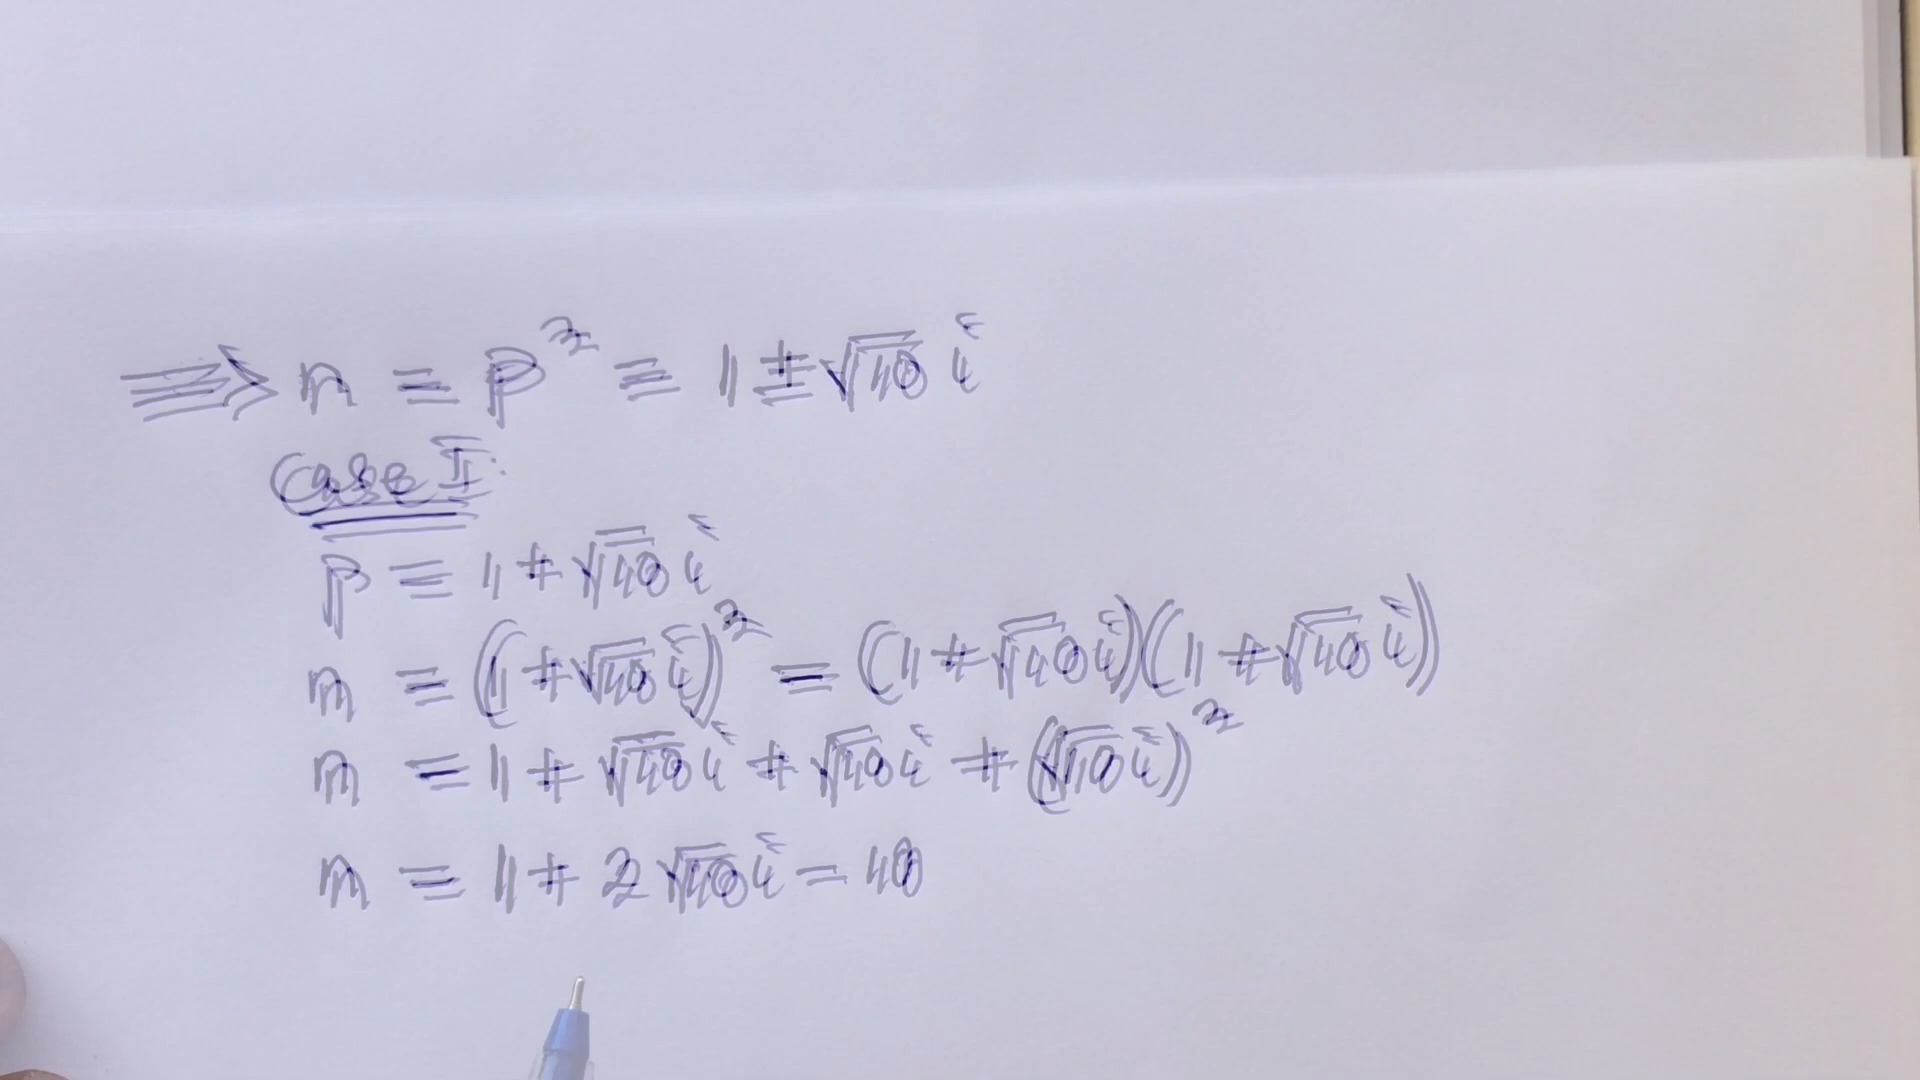 ⇒ n = p² = 1 ± √40 i
Case I:
p = 1 + √40 i
n = (1 + √40 i)² = (1 + √40 i)(1 + √40 i)
n = 1 + √40 i + √40 i + (√40 i)²
n = 1 + 2√40 i - 40